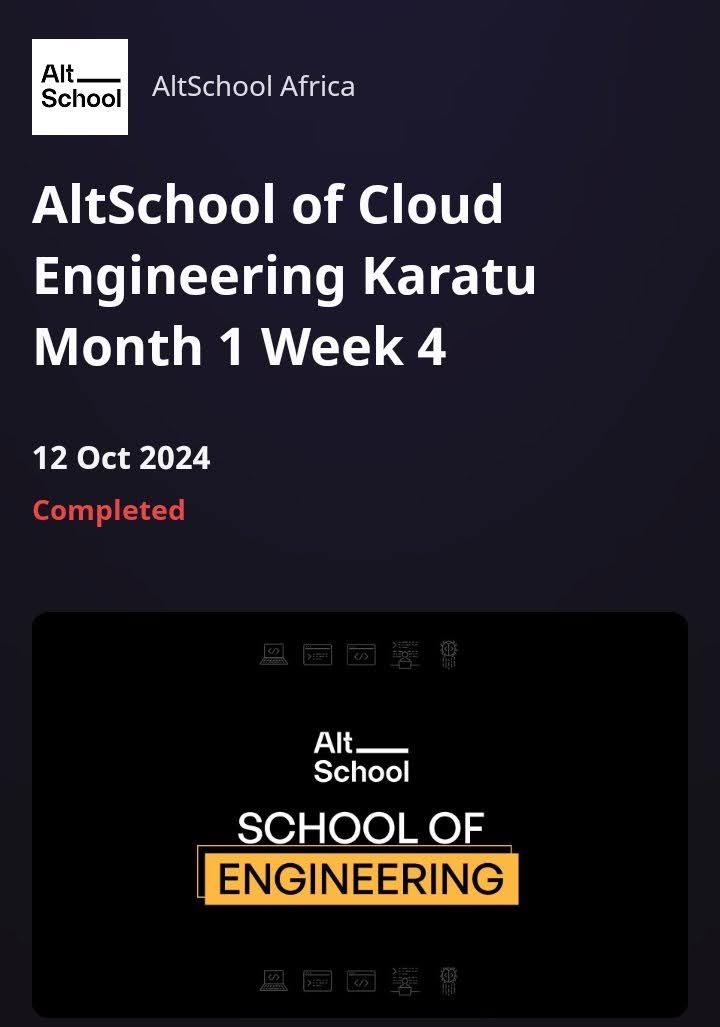 Alt
School
AltSchool Africa
AltSchool of Cloud
Engineering Karatu
Month 1 Week 4
12 Oct 2024
Completed
Alt
School
SCHOOL OF
ENGINEERING